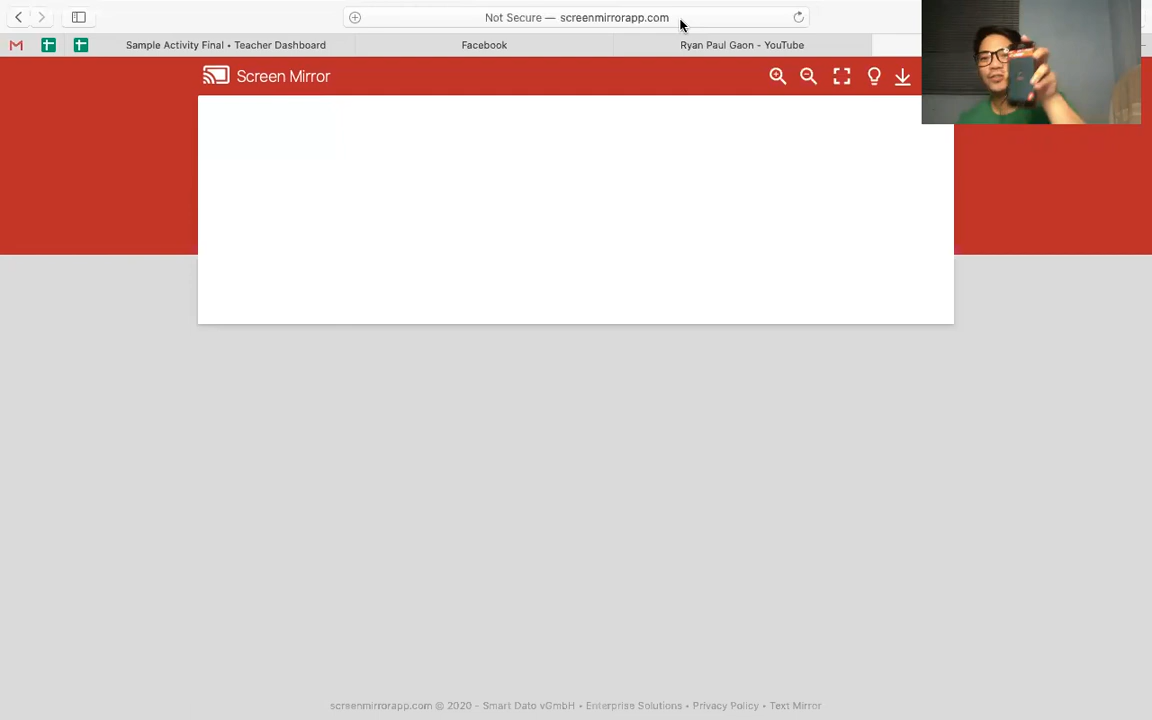 Not Secure — screenmirrorapp.com
Sample Activity Final • Teacher Dashboard
Facebook
Ryan Paul Gaon - YouTube
Screen Mirror
screenmirrorapp.com © 2020 - Smart Dato vGmbH • Enterprise Solutions • Privacy Policy • Text Mirror